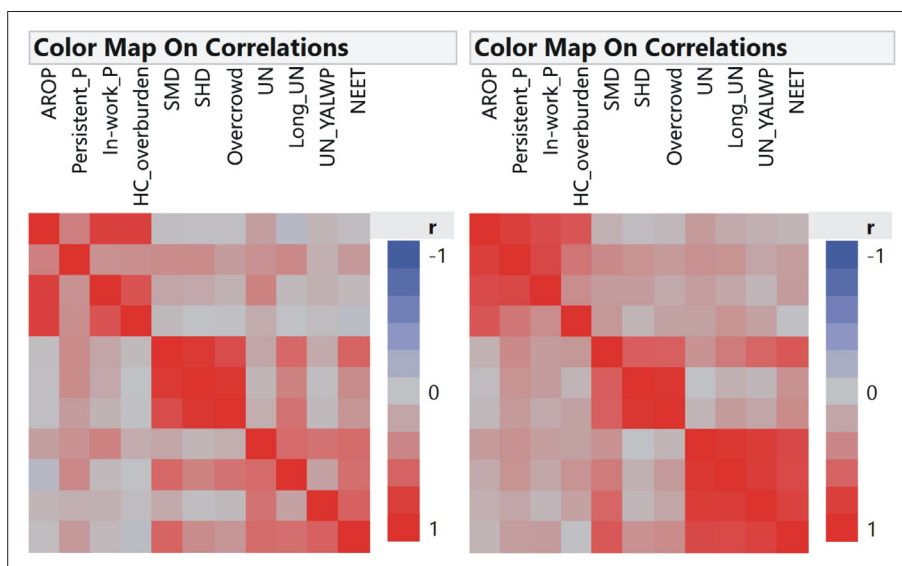 Color Map On Correlations
AROP
Persistent_P
In-work_P
HC_overburden
SMD
SHD
Overcrowd
UN
Long_UN
UN_YALWP
NEET
r
-1
0
1
Color Map On Correlations
AROP
Persistent_P
In-work_P
HC_overburden
SMD
SHD
Overcrowd
UN
Long_UN
UN_YALWP
NEET
r
-1
0
1